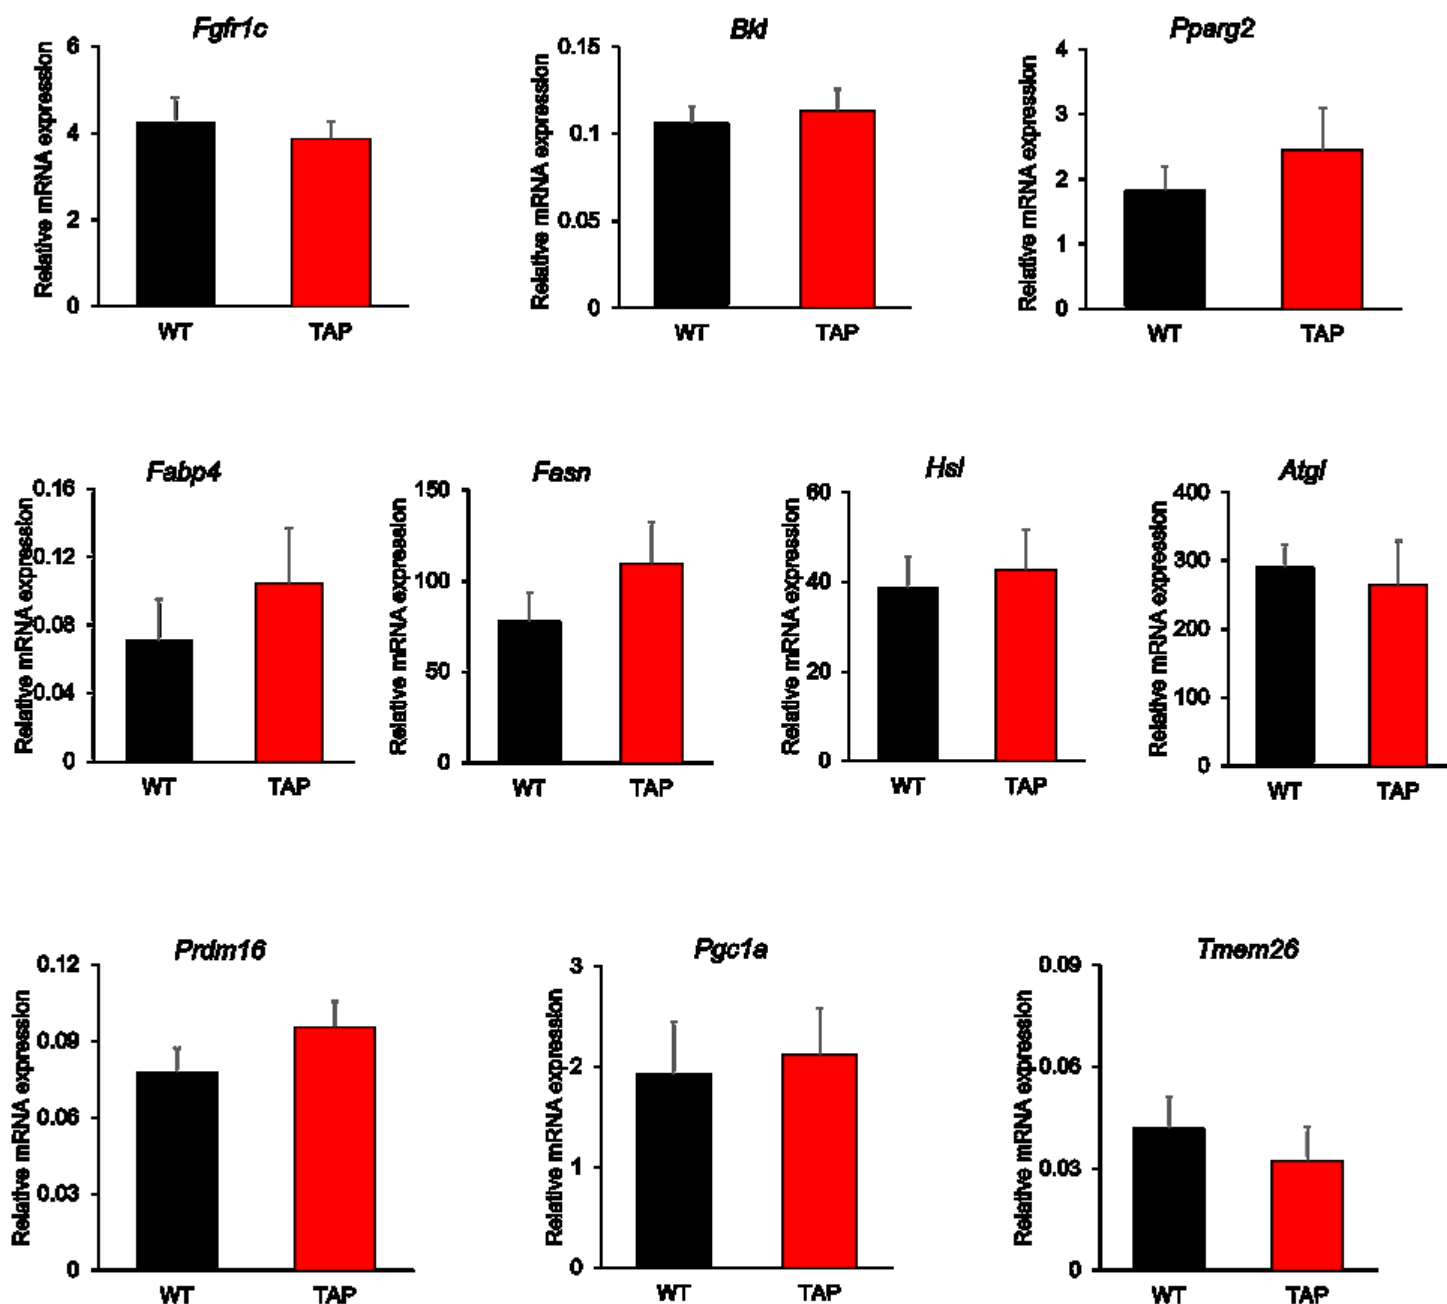 Fgfr1c
Relative mRNA expression
6
4
2
0
WT TAP
Bkl
Relative mRNA expression
0.15
0.1
0.05
0
WT TAP
Pparg2
Relative mRNA expression
4
3
2
1
0
WT TAP
Fabp4
Relative mRNA expression
0.16
0.12
0.08
0.04
0
WT TAP
Fasn
Relative mRNA expression
150
100
50
0
WT TAP
Hsl
Relative mRNA expression
60
40
20
0
WT TAP
Atgl
Relative mRNA expression
400
300
200
100
0
WT TAP
Prdm16
Relative mRNA expression
0.12
0.09
0.06
0.03
0
WT TAP
Pgc1a
Relative mRNA expression
3
2
1
0
WT TAP
Tmem26
Relative mRNA expression
0.09
0.06
0.03
0
WT TAP